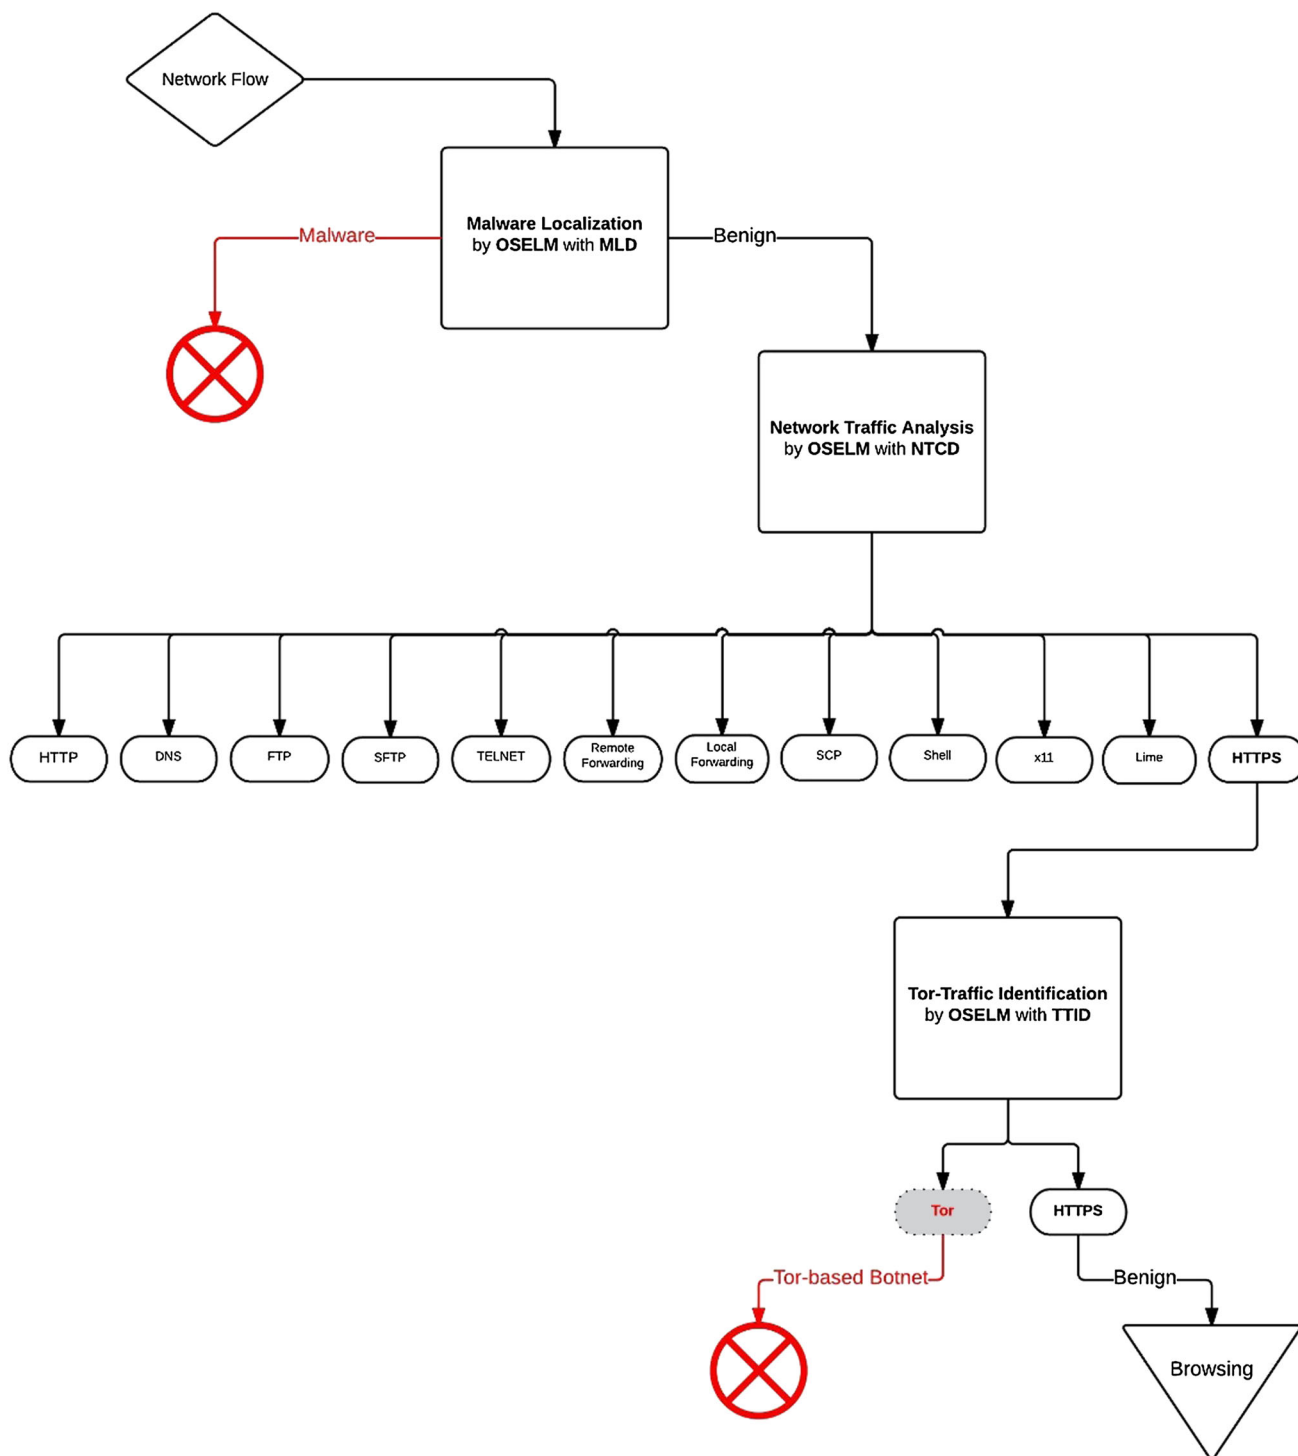 Network Flow
Malware
Malware Localization
by OSELM with MLD
Benign
Network Traffic Analysis
by OSELM with NTCD
HTTP
DNS
FTP
SFTP
TELNET
Remote
Forwarding
Local
Forwarding
SCP
Shell
x11
Lime
HTTPS
Tor-Traffic Identification
by OSELM with TTID
Tor
HTTPS
Tor-based Botnet
Benign
Browsing